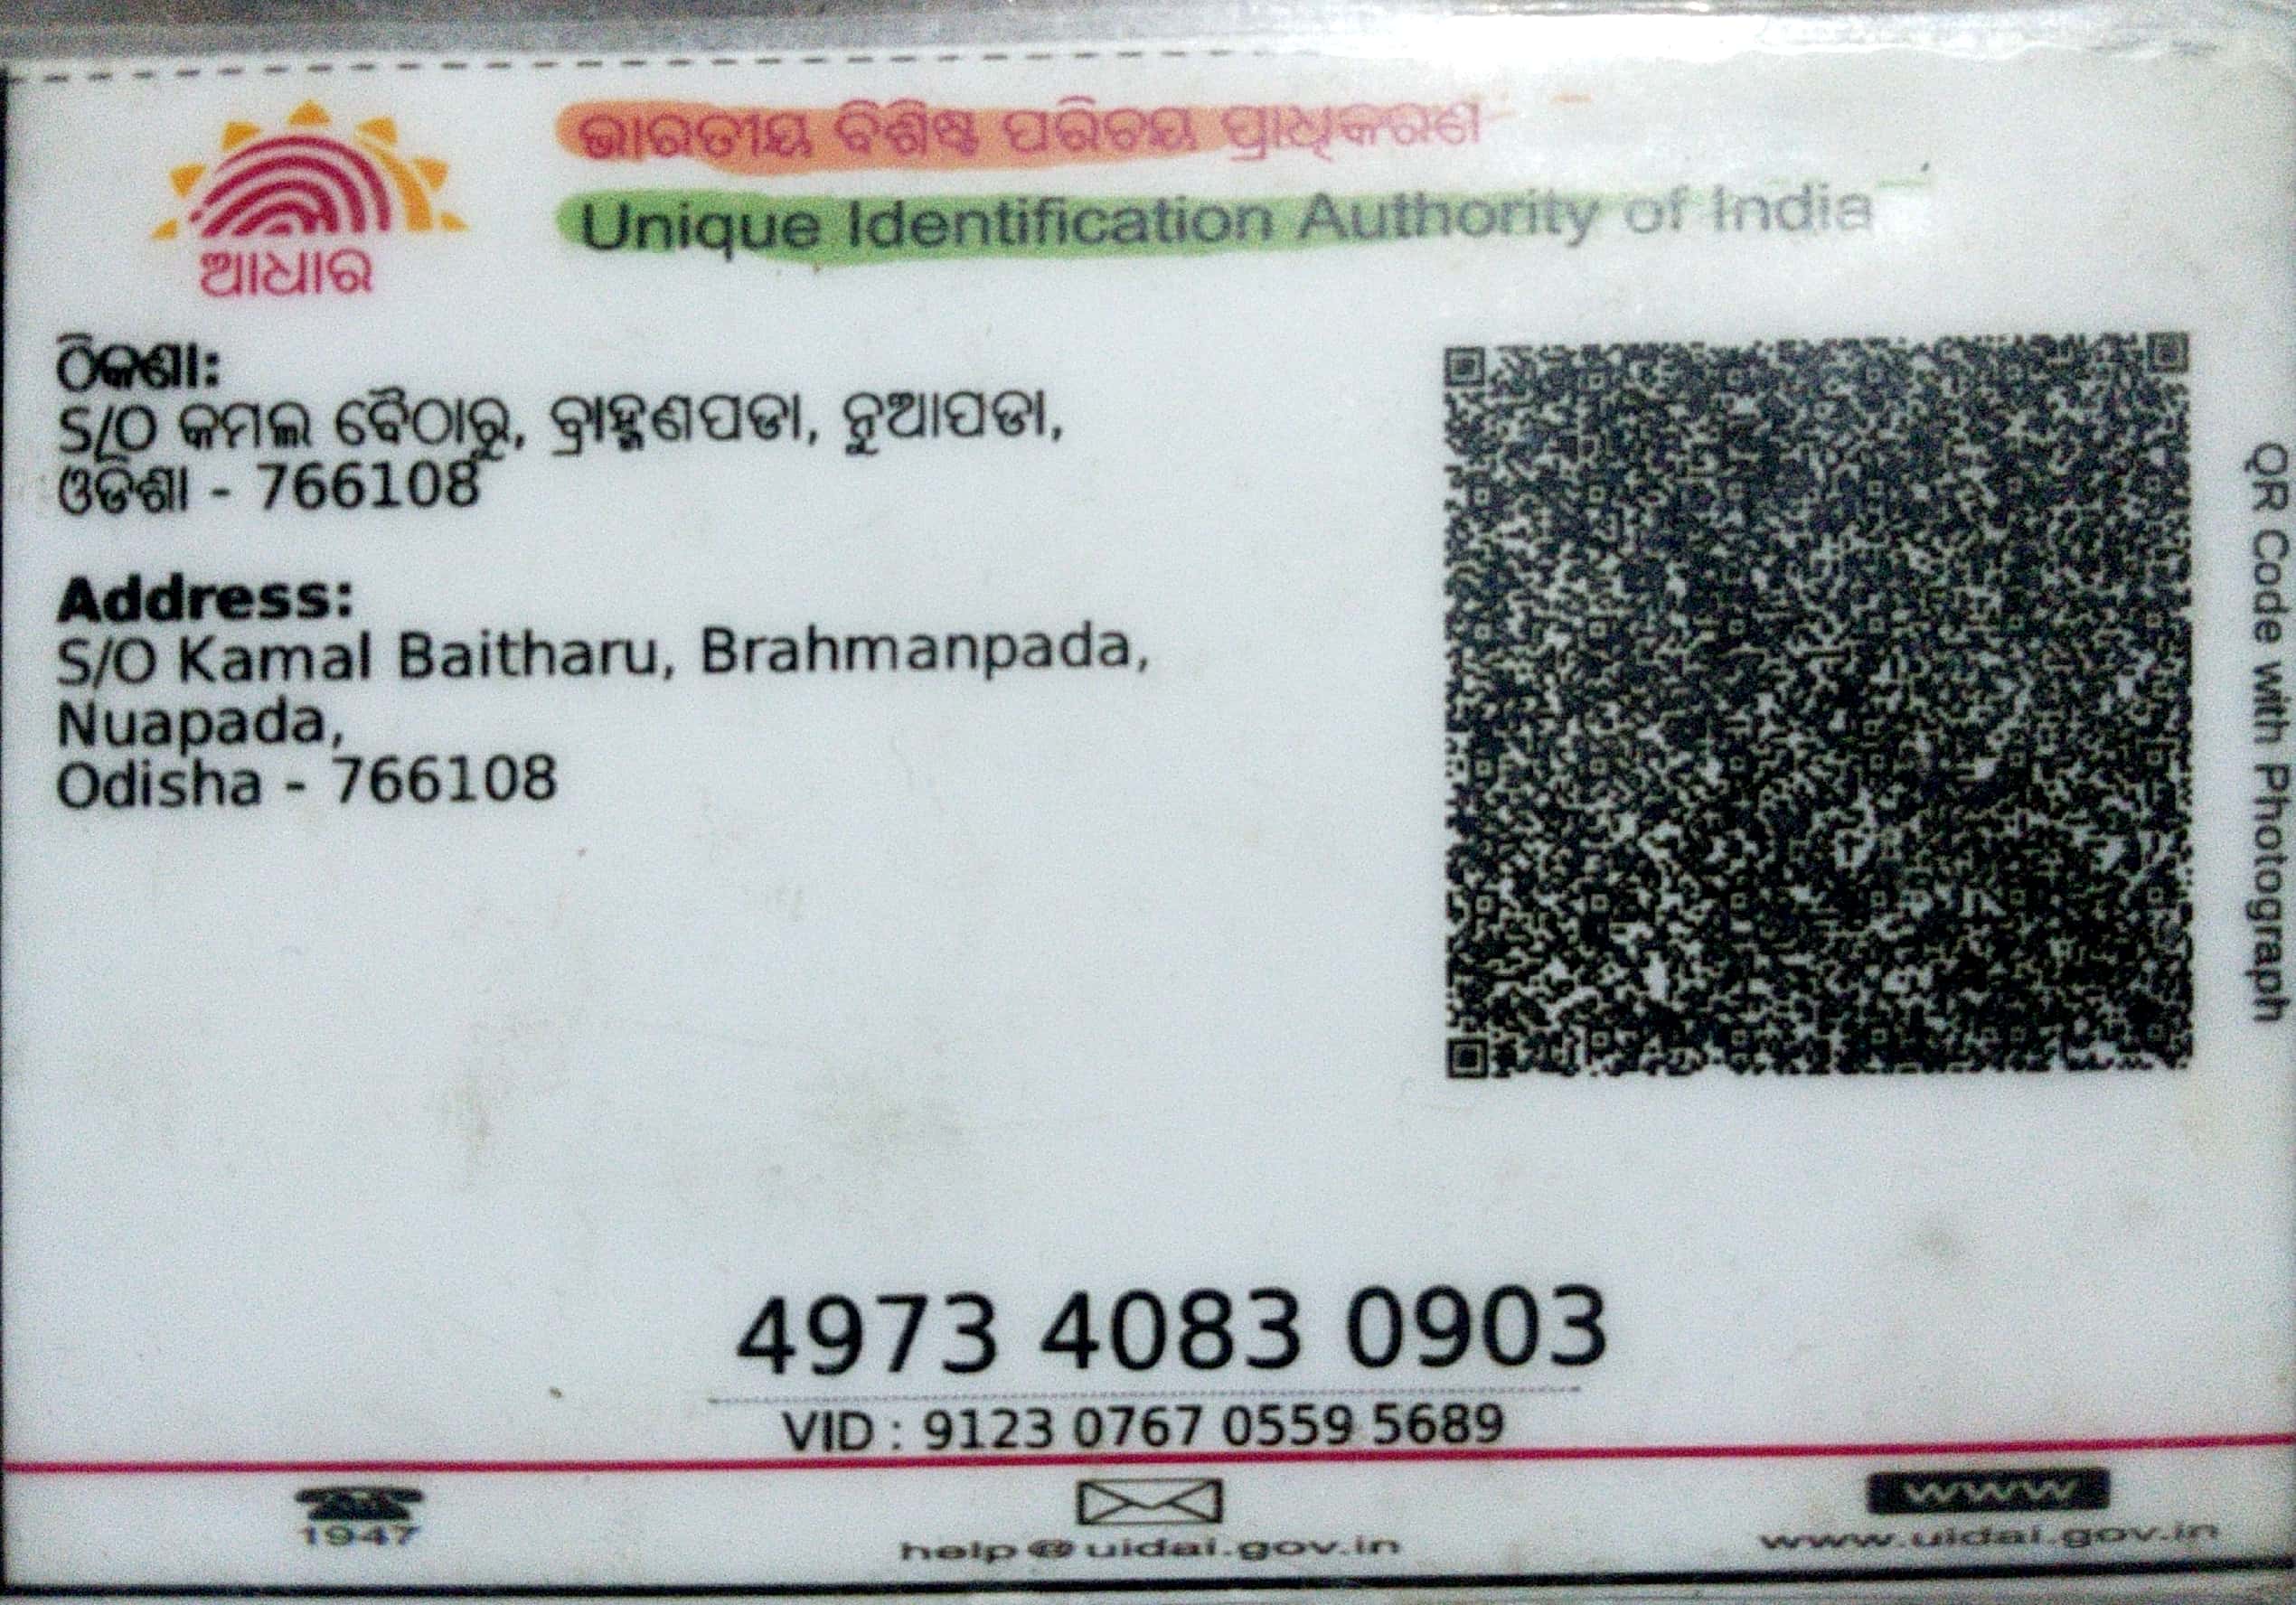 ଭାରତୀୟ ବିଶିଷ୍ଟ ପରିଚୟ ପ୍ରାଧିକରଣ
Unique Identification Authority of India
ଆଧାର
ଠିକଣା:
S/O କମଲ ବୈଠାରୁ, ବ୍ରାହ୍ମଣପଡା, ନୁଆପଡା,
ଓଡିଶା - 766108
Address:
S/O Kamal Baitharu, Brahmanpada,
Nuapada,
Odisha - 766108
QR Code with Photograph
4973 4083 0903
VID : 9123 0767 0559 5689
1947
help@uidai.gov.in
www
www.uidai.gov.in